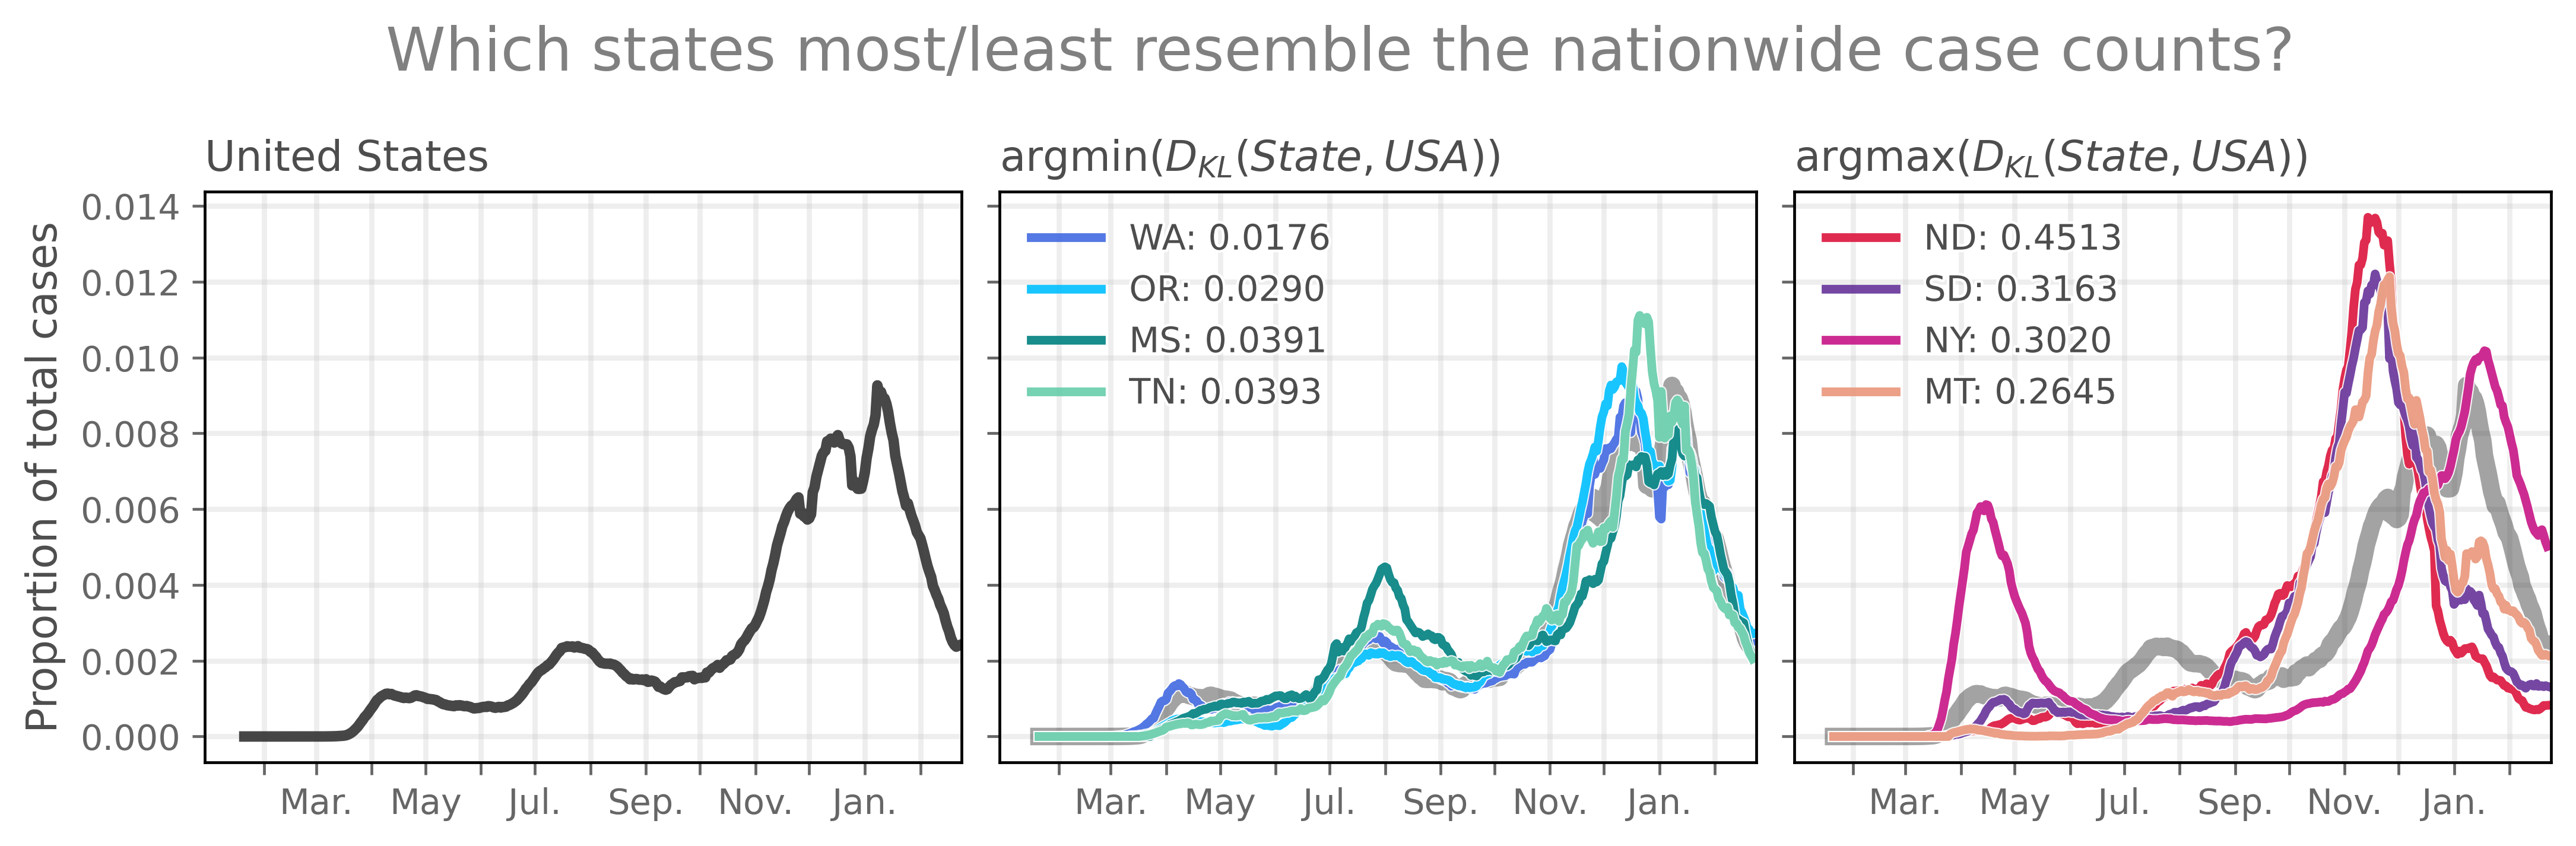 Which states most/least resemble the nationwide case counts?
United States
Proportion of total cases
0.014
0.012
0.010
0.008
0.006
0.004
0.002
0.000
Mar. May Jul. Sep. Nov. Jan.
argmin(D_KL(State, USA))
WA: 0.0176
OR: 0.0290
MS: 0.0391
TN: 0.0393
Mar. May Jul. Sep. Nov. Jan.
argmax(D_KL(State, USA))
ND: 0.4513
SD: 0.3163
NY: 0.3020
MT: 0.2645
Mar. May Jul. Sep. Nov. Jan.